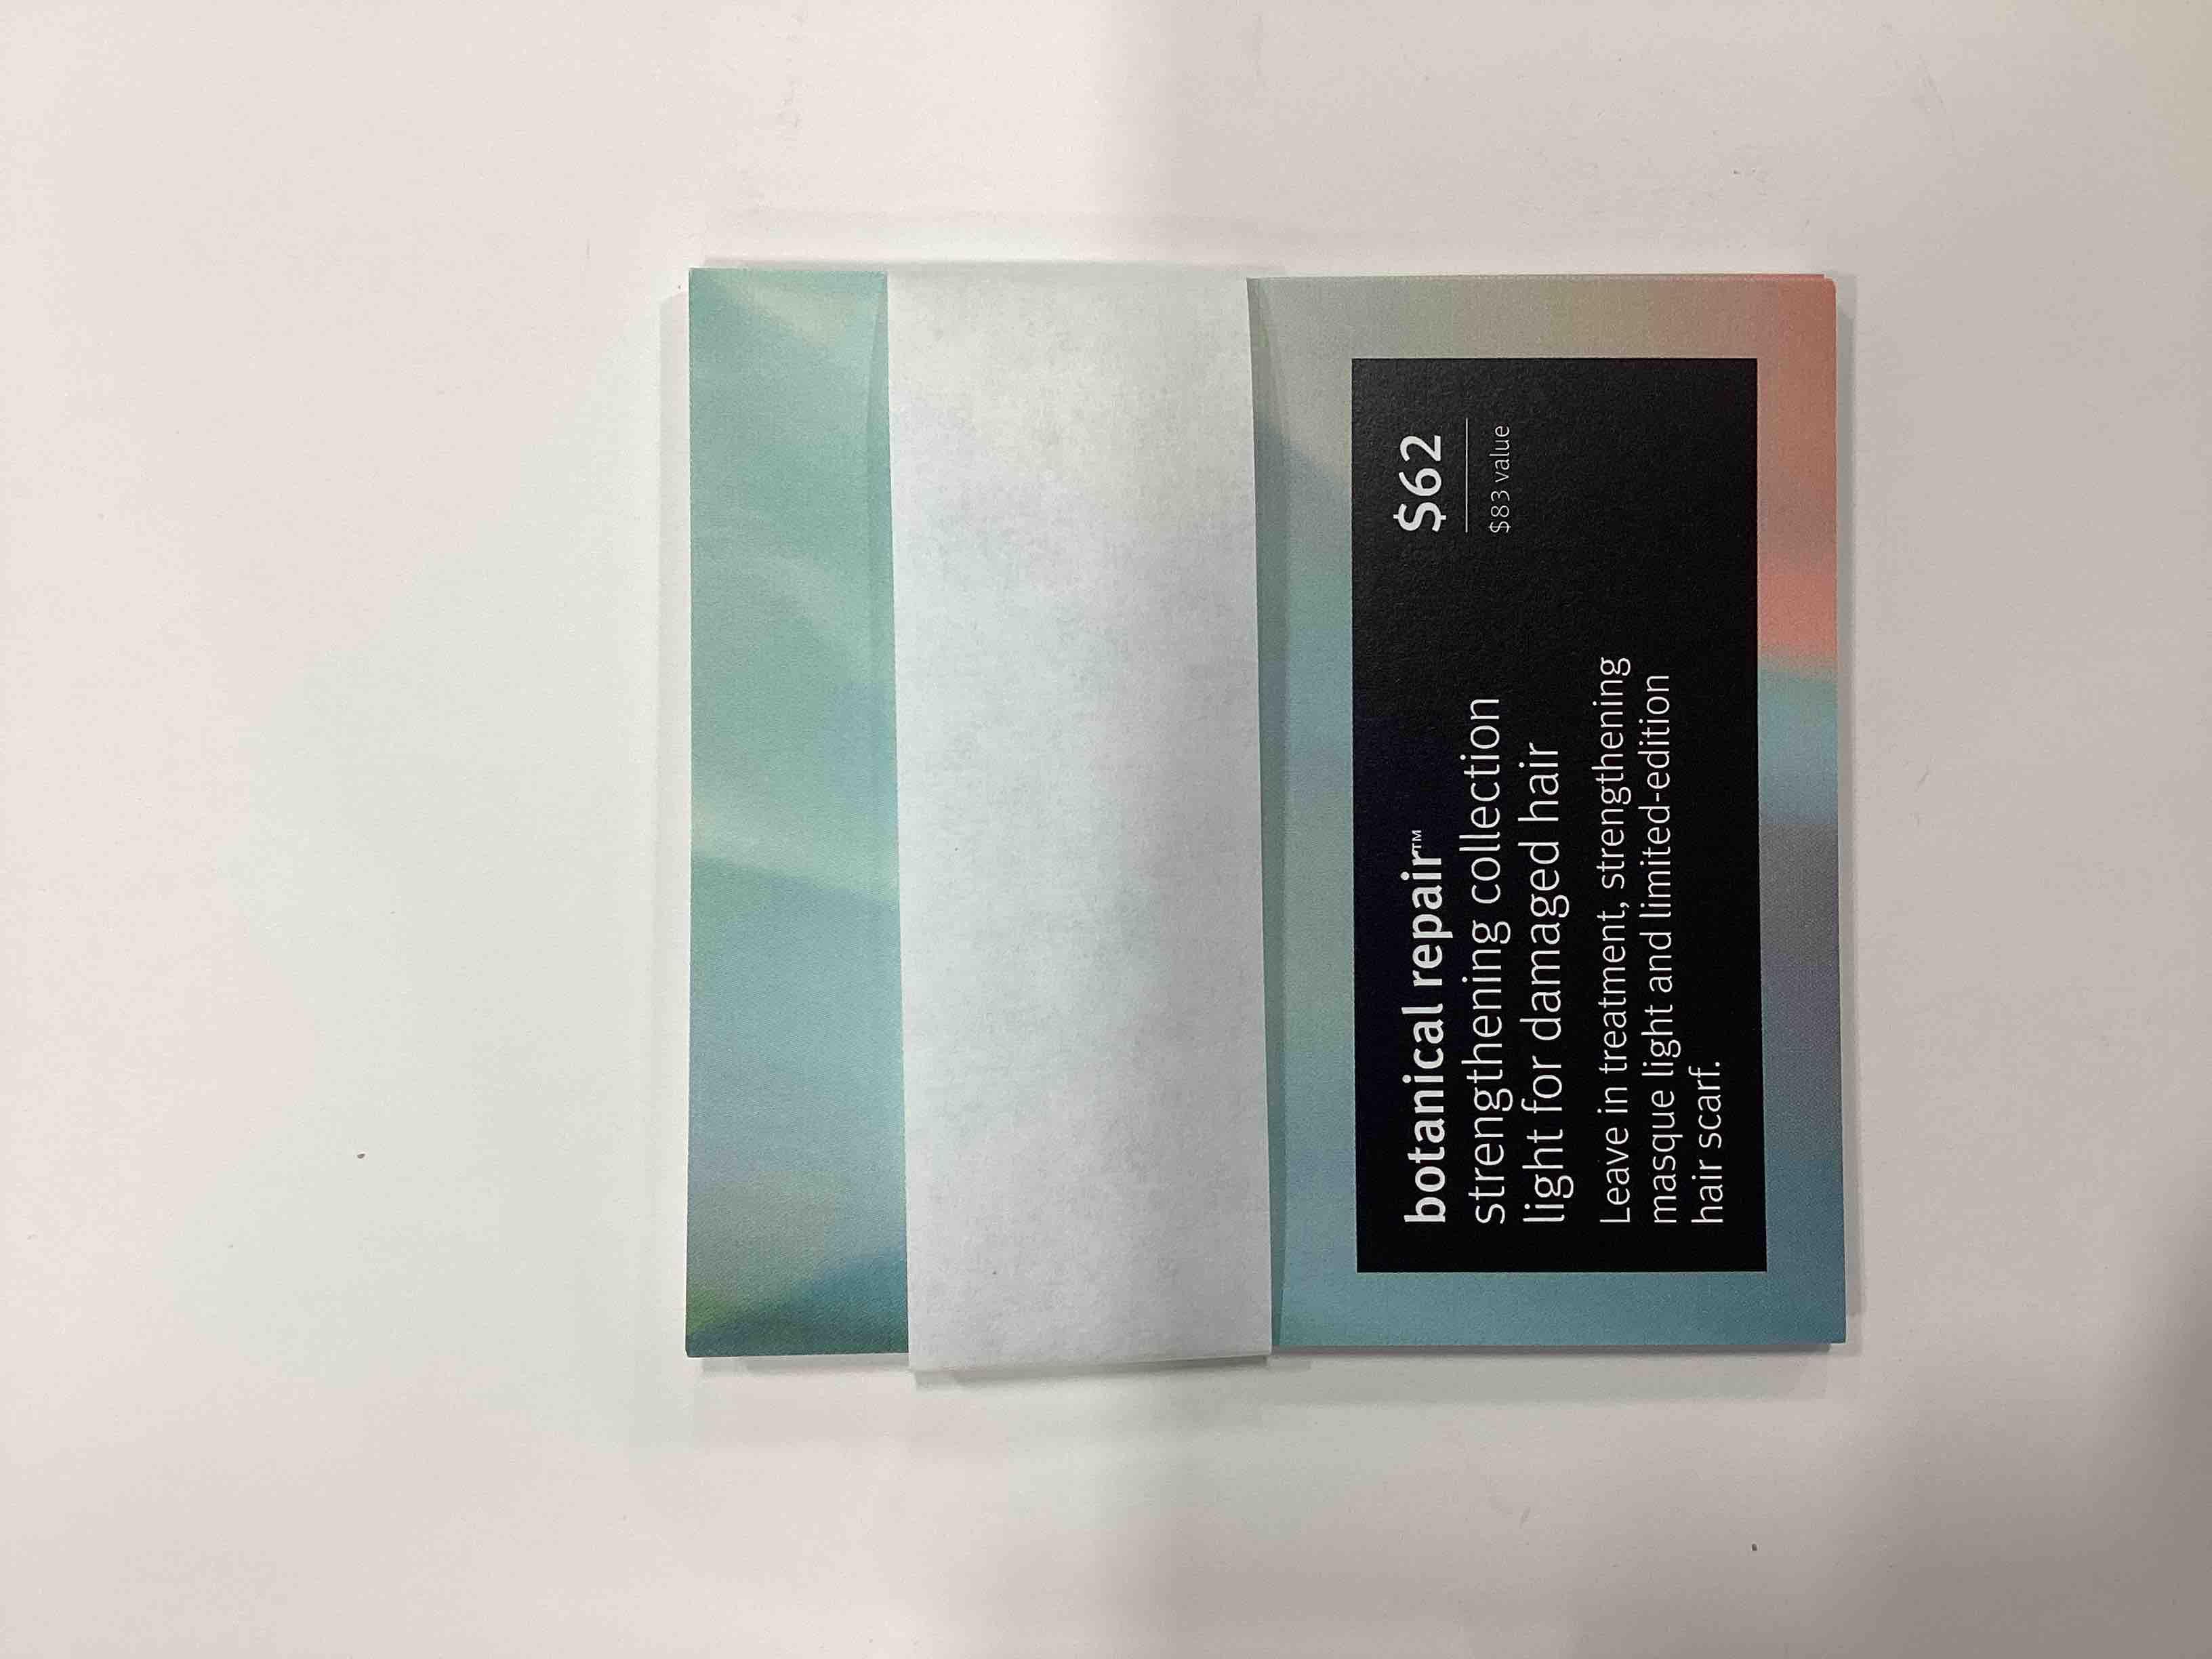 botanical repair™
strengthening collection
light for damaged hair
Leave in treatment, strengthening
masque light and limited-edition
hair scarf.
$62
$83 value